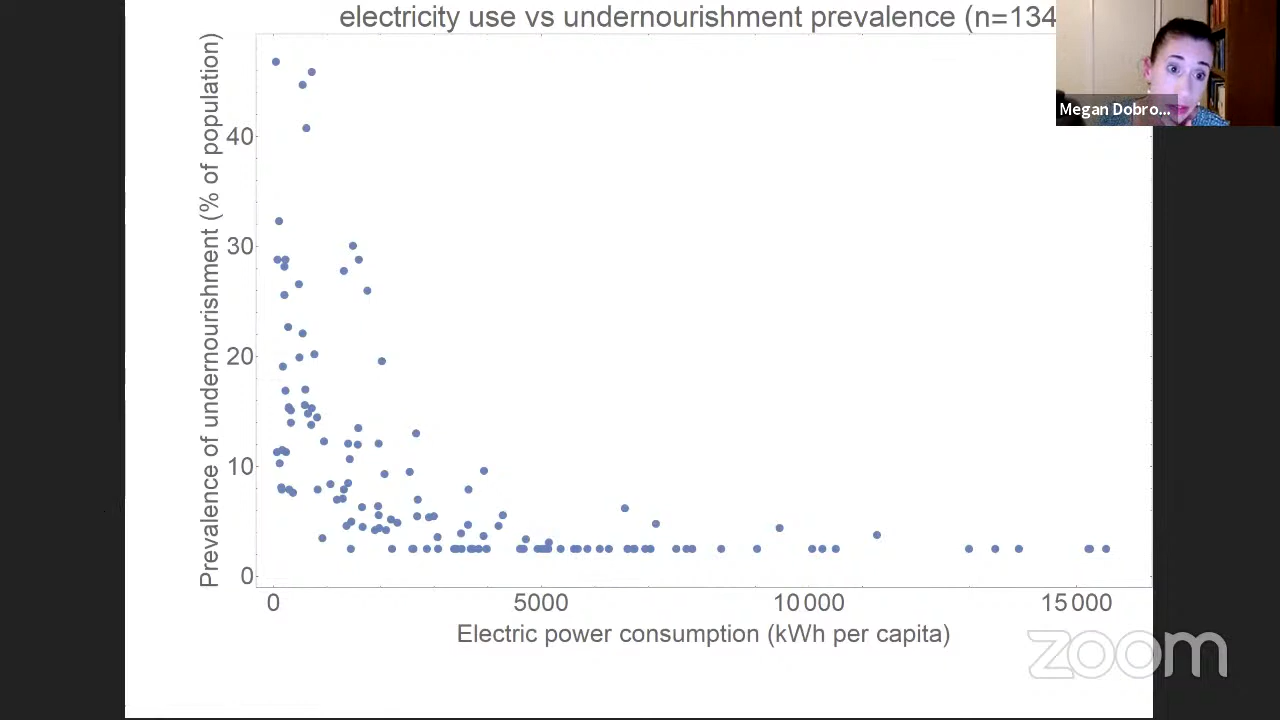 electricity use vs undernourishment prevalence (n=134
Megan Dobro...
Prevalence of undernourishment (% of population)
40
30
20
10
0
0 5000 10000 15000
Electric power consumption (kWh per capita)
zoom